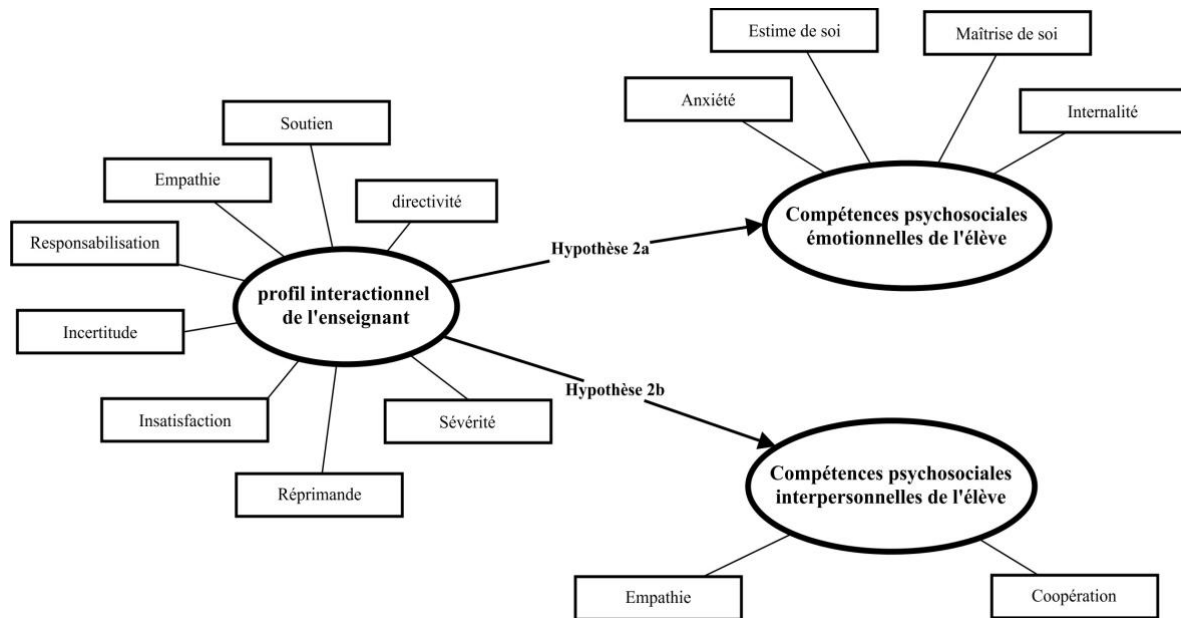 Estime de soi
Maîtrise de soi
Anxiété
Internalité
Soutien
Empathie
directivité
Responsabilisation
Compétences psychosociales
émotionnelles de l'élève
Hypothèse 2a
profil interactionnel
de l'enseignant
Incertitude
Hypothèse 2b
Insatisfaction
Sévérité
Réprimande
Compétences psychosociales
interpersonnelles de l'élève
Empathie
Coopération